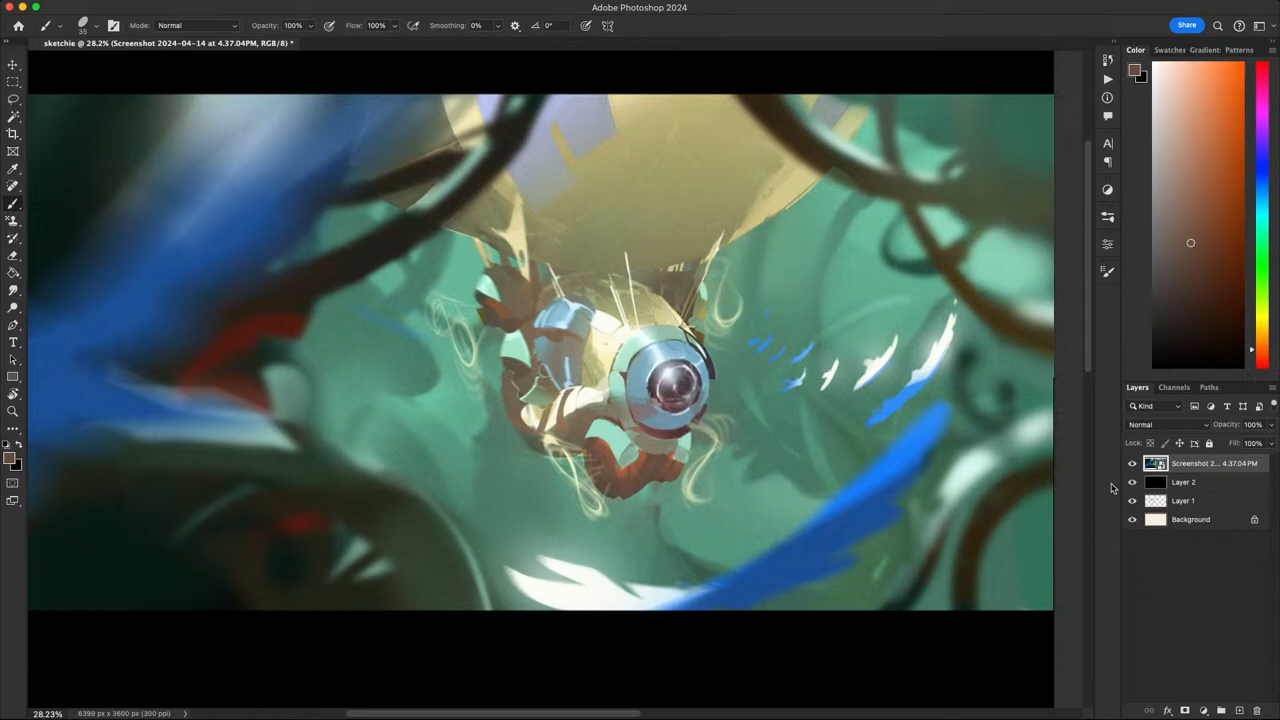 Adobe Photoshop 2024
35
Mode: Normal
Opacity: 100%
Flow: 100%
Smoothing: 0%
0°
Share
sketchie @ 28.2% (Screenshot 2024-04-14 at 4.37.04PM, RGB/8) *
Color
Swatches
Gradient:
Patterns
Layers
Channels
Paths
Kind
Normal
Opacity: 100%
Lock:
Fill: 100%
Screenshot 2... 4.37.04 PM
Layer 2
Layer 1
Background
28.23%
6399 px x 3600 px (300 ppi)